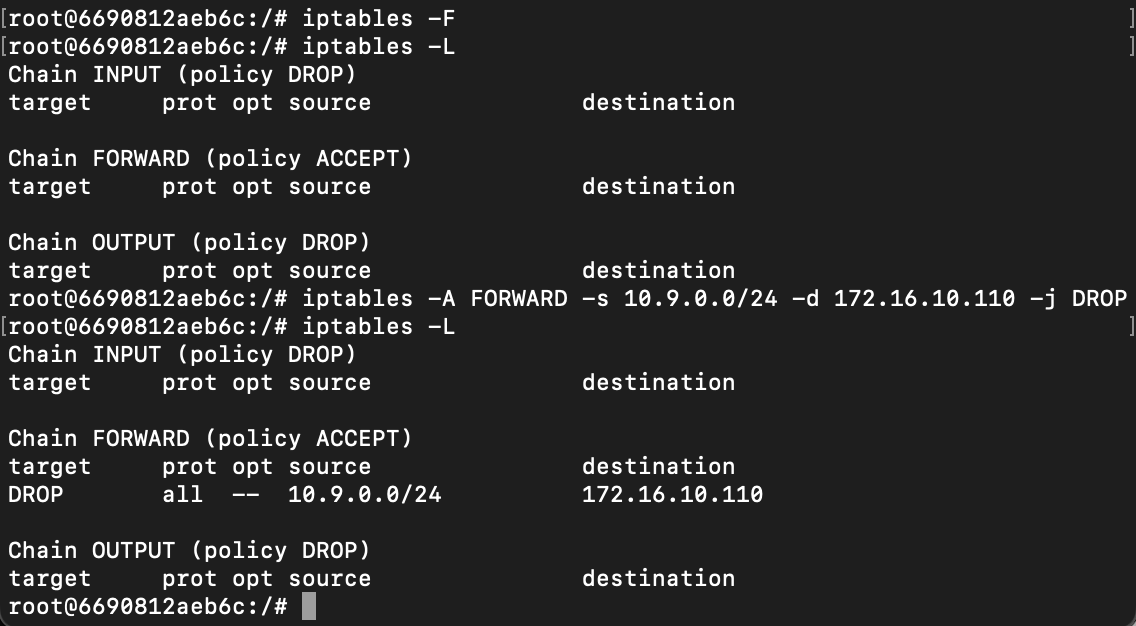 [root@6690812aeb6c:/# iptables -F ]
[root@6690812aeb6c:/# iptables -L ]
Chain INPUT (policy DROP)
target     prot opt source               destination

Chain FORWARD (policy ACCEPT)
target     prot opt source               destination

Chain OUTPUT (policy DROP)
target     prot opt source               destination
root@6690812aeb6c:/# iptables -A FORWARD -s 10.9.0.0/24 -d 172.16.10.110 -j DROP
[root@6690812aeb6c:/# iptables -L ]
Chain INPUT (policy DROP)
target     prot opt source               destination

Chain FORWARD (policy ACCEPT)
target     prot opt source               destination
DROP       all  --  10.9.0.0/24          172.16.10.110

Chain OUTPUT (policy DROP)
target     prot opt source               destination
root@6690812aeb6c:/#